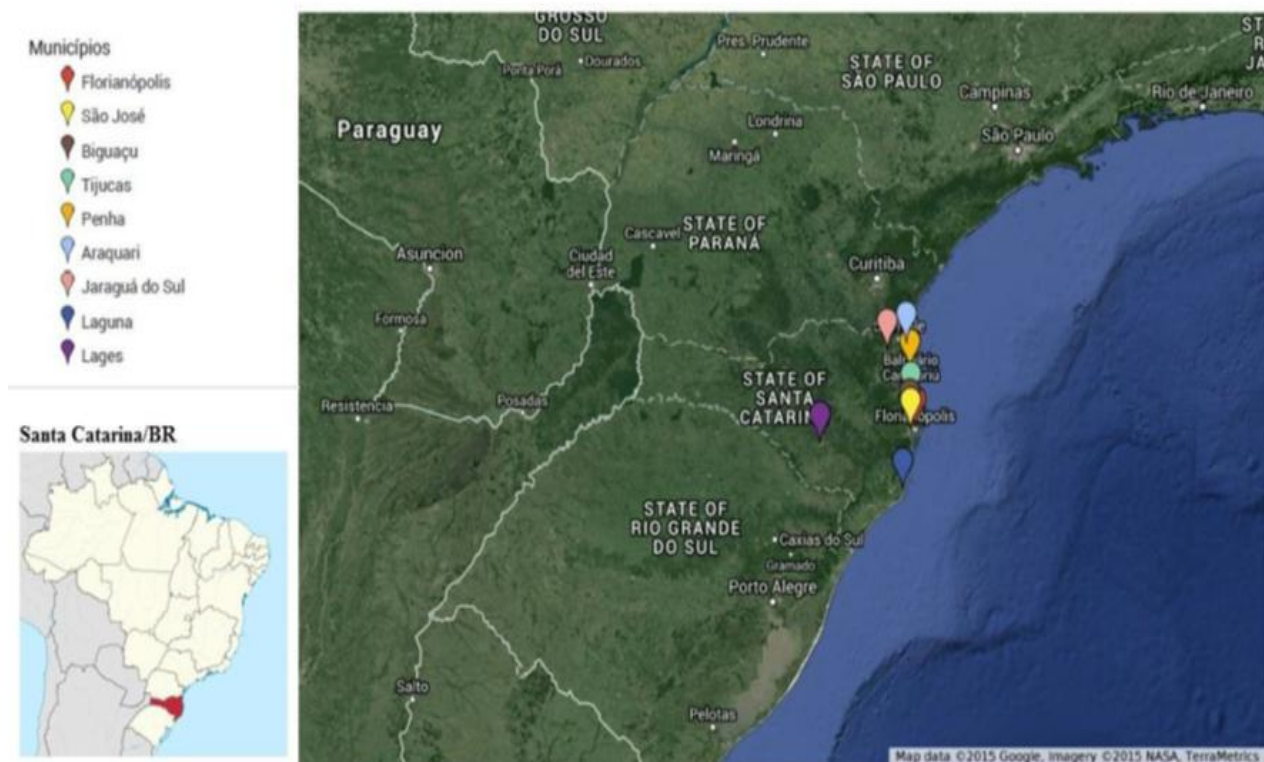 Municípios
Florianópolis
São José
Biguaçu
Tijucas
Penha
Araquari
Jaraguá do Sul
Laguna
Lages
Santa Catarina/BR
GROSSO
DO SUL
Dourados
Ponta Porã
Pres. Prudente
STATE OF
SÃO PAULO
Campinas
Rio de Janeiro
Paraguay
Londrina
Maringá
São Paulo
STATE OF
PARANÁ
Cascavel
Asuncion
Ciudad
del Este
Curitiba
Formosa
STATE OF
SANTA
CATARIN
Resistencia
Posadas
Florianópolis
STATE OF
RIO GRANDE
DO SUL
Caxias do Sul
Gramado
Porto Alegre
Salto
Pelotas
Map data ©2015 Google, Imagery ©2015 NASA, TerraMetrics